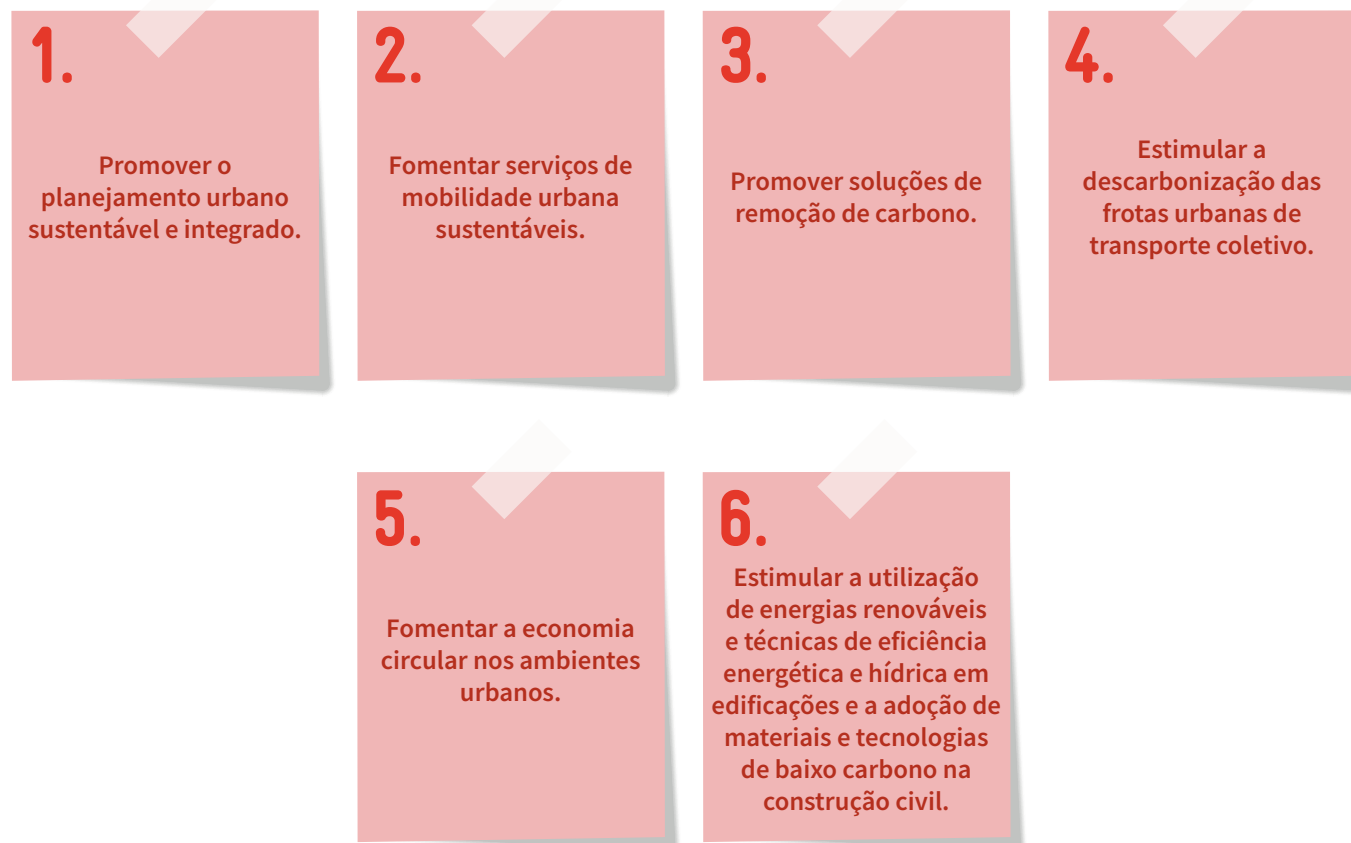 1.
Promover o
planejamento urbano
sustentável e integrado.
2.
Fomentar serviços de
mobilidade urbana
sustentáveis.
3.
Promover soluções de
remoção de carbono.
4.
Estimular a
descarbonização das
frotas urbanas de
transporte coletivo.
5.
Fomentar a economia
circular nos ambientes
urbanos.
6.
Estimular a utilização
de energias renováveis
e técnicas de eficiência
energética e hídrica em
edificações e a adoção de
materiais e tecnologias
de baixo carbono na
construção civil.